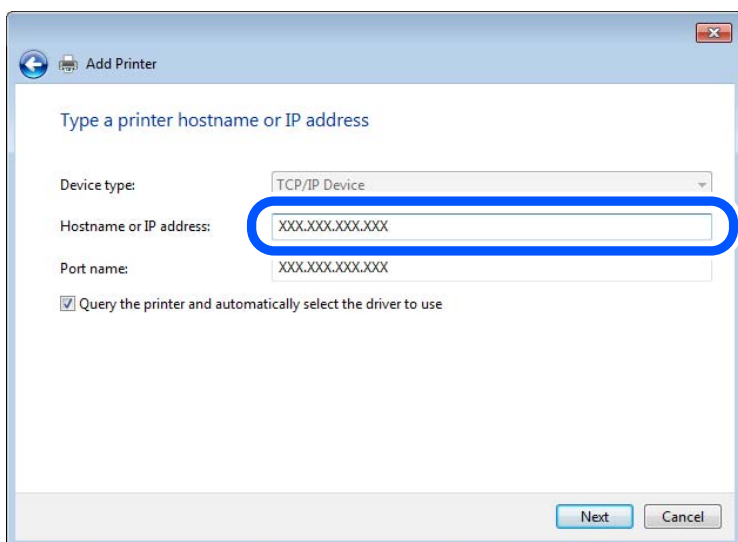 Add Printer
Type a printer hostname or IP address
Device type: TCP/IP Device
Hostname or IP address: XXX.XXX.XXX.XXX
Port name: XXX.XXX.XXX.XXX
Query the printer and automatically select the driver to use
Next Cancel